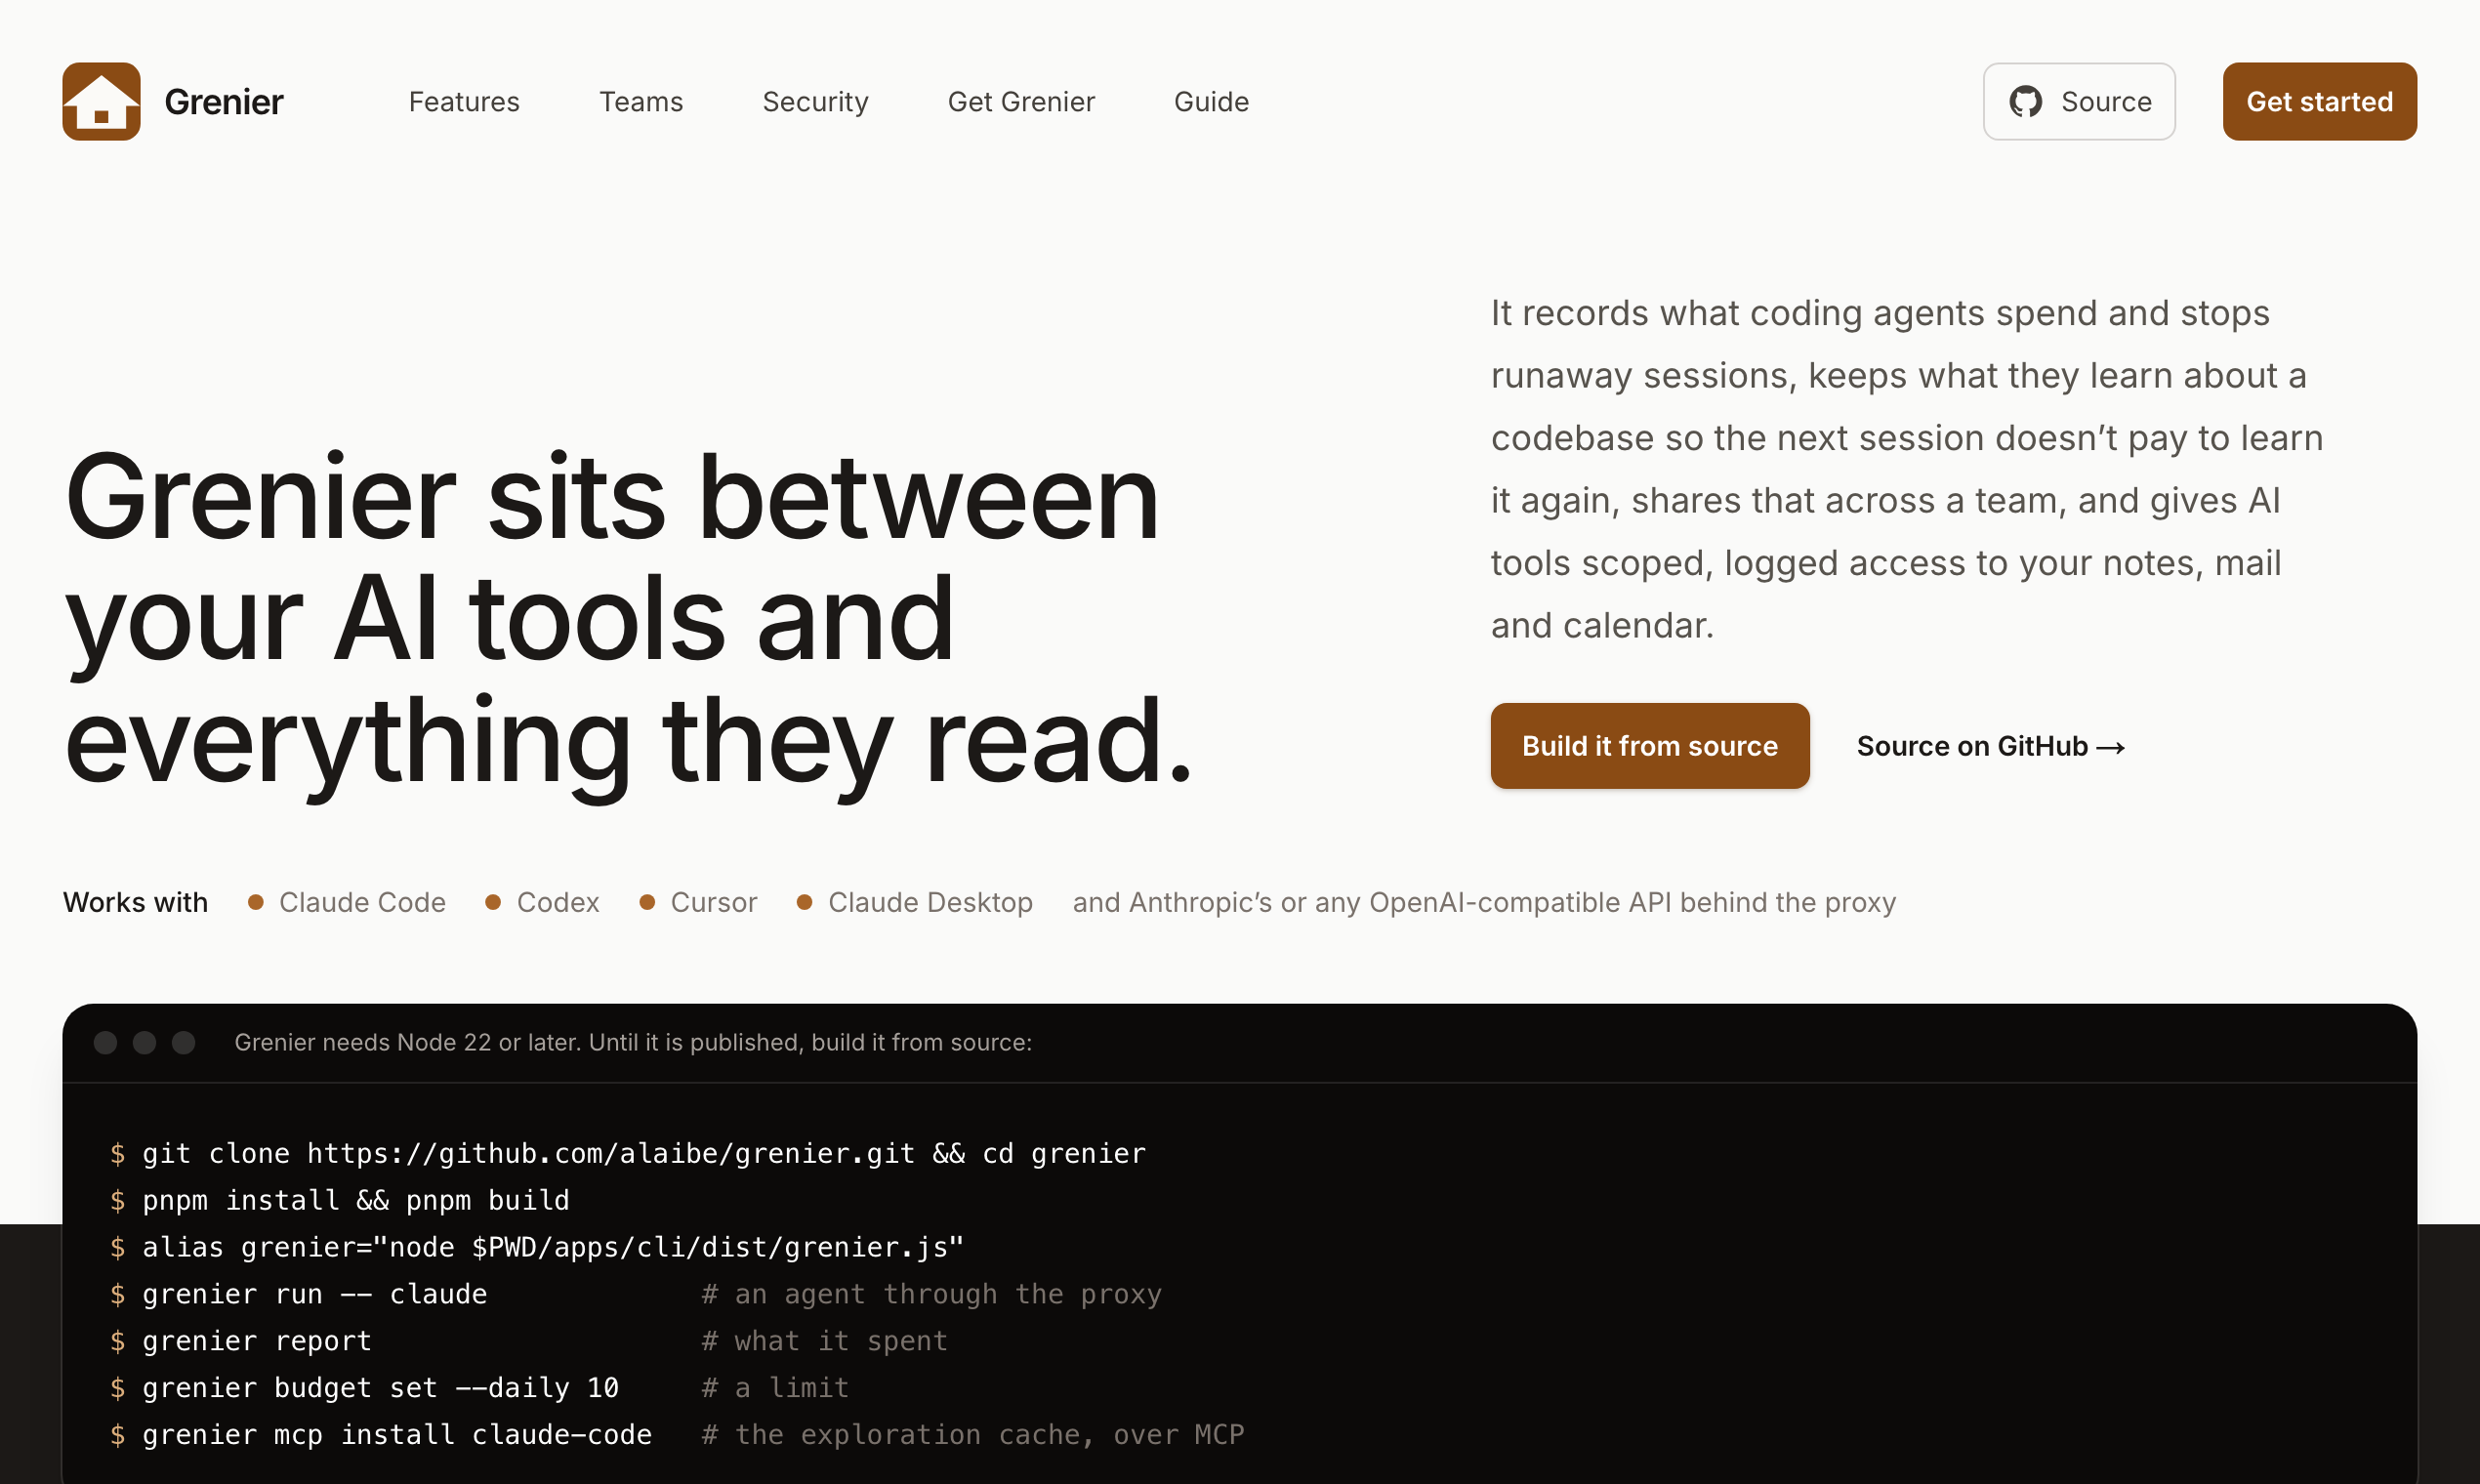 Grenier
Features
Teams
Security
Get Grenier
Guide
Source
Get started
Grenier sits between
your AI tools and
everything they read.
It records what coding agents spend and stops
runaway sessions, keeps what they learn about a
codebase so the next session doesn’t pay to learn
it again, shares that across a team, and gives AI
tools scoped, logged access to your notes, mail
and calendar.
Build it from source
Source on GitHub →
Works with Claude Code Codex Cursor Claude Desktop and Anthropic’s or any OpenAI-compatible API behind the proxy
Grenier needs Node 22 or later. Until it is published, build it from source:
$ git clone https://github.com/alaibe/grenier.git && cd grenier
$ pnpm install && pnpm build
$ alias grenier="node $PWD/apps/cli/dist/grenier.js"
$ grenier run -- claude # an agent through the proxy
$ grenier report # what it spent
$ grenier budget set --daily 10 # a limit
$ grenier mcp install claude-code # the exploration cache, over MCP